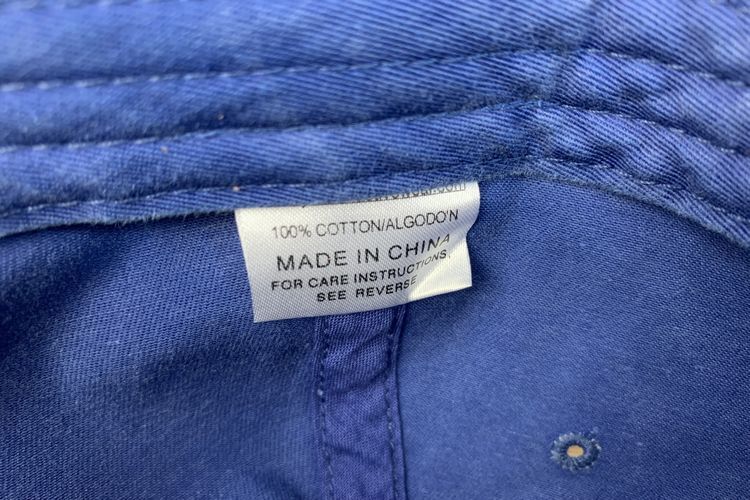 100% COTTON/ALGODO'N
MADE IN CHINA
FOR CARE INSTRUCTIONS,
SEE REVERSE